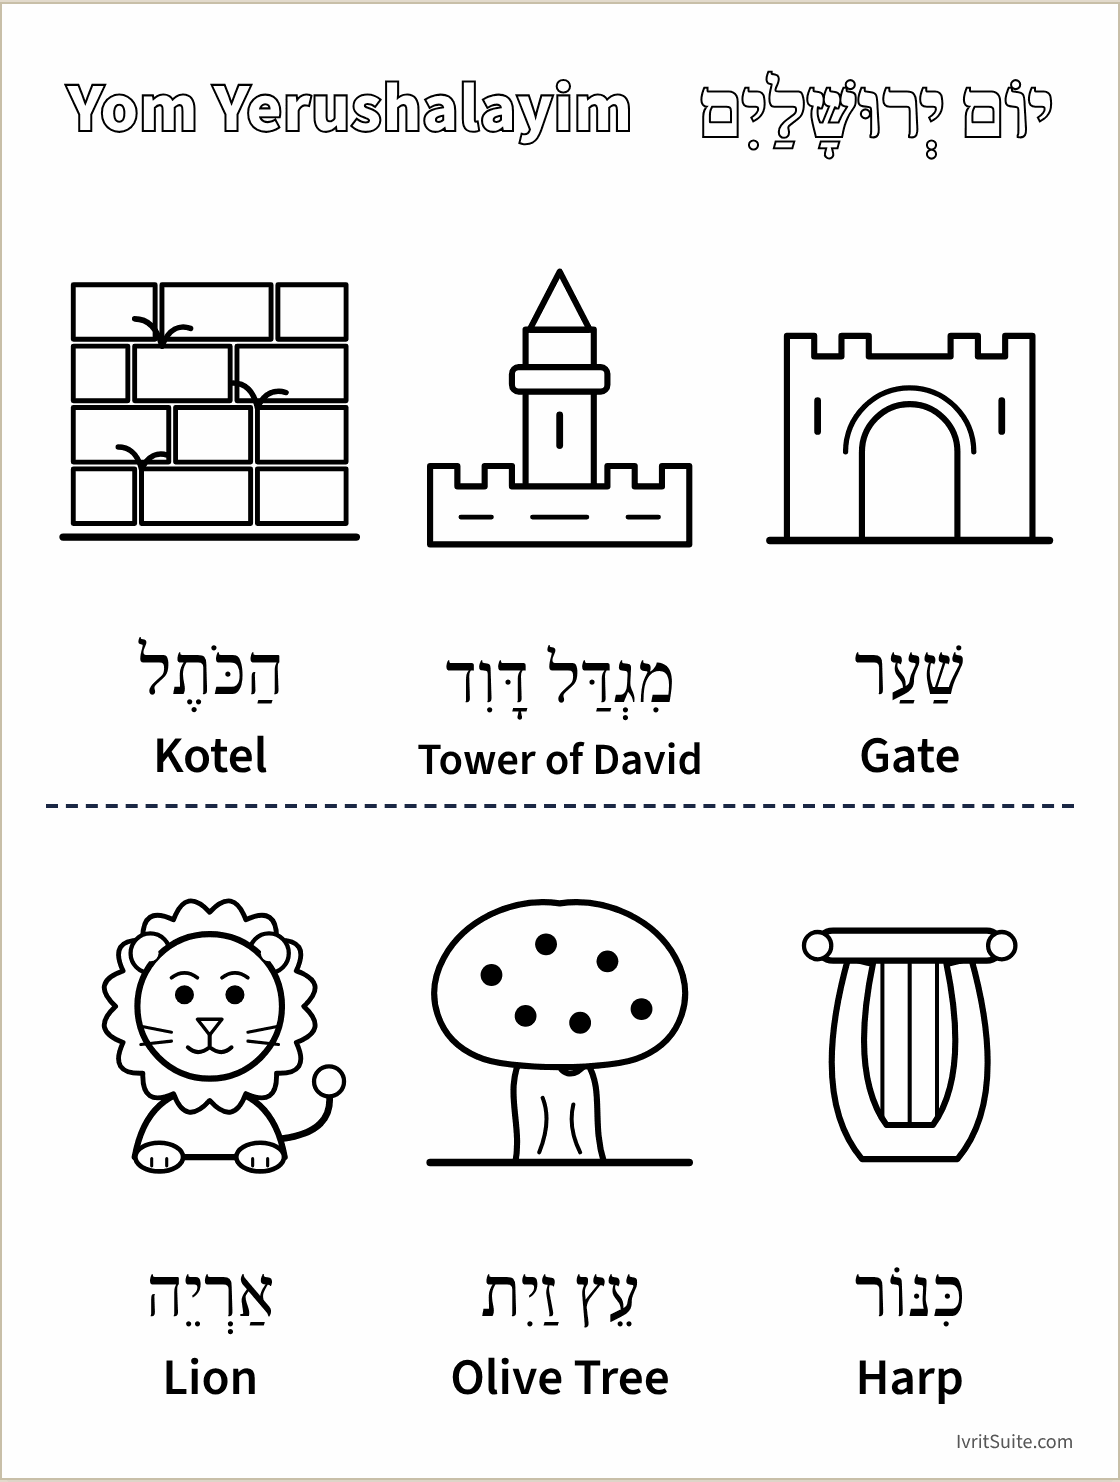 Yom Yerushalayim יוֹם יְרוּשָׁלַיִם
הַכֹּתֶל
Kotel
מִגְדַּל דָּוִד
Tower of David
שַׁעַר
Gate
אַרְיֵה
Lion
עֵץ זַיִת
Olive Tree
כִּנּוֹר
Harp
IvritSuite.com